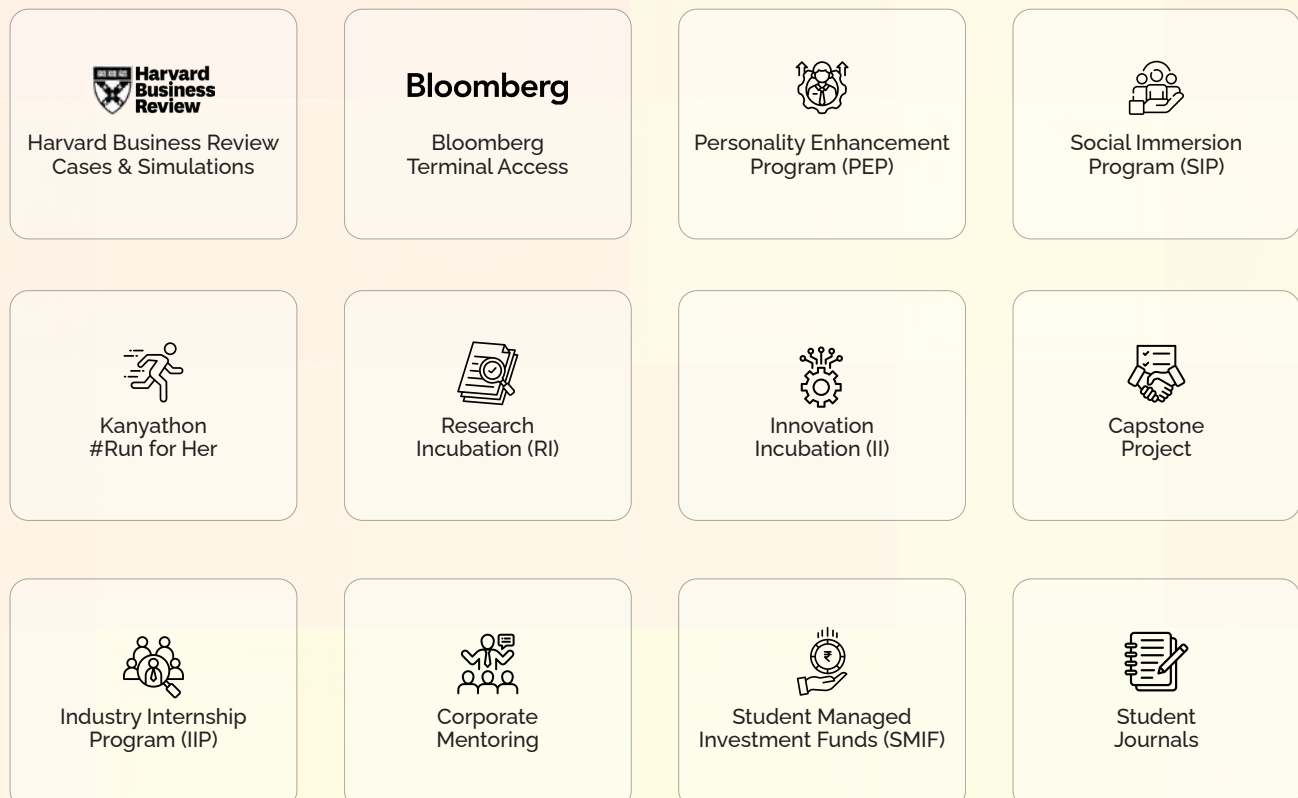 Harvard
Business
Review
Harvard Business Review
Cases & Simulations
Bloomberg
Bloomberg
Terminal Access
Personality Enhancement
Program (PEP)
Social Immersion
Program (SIP)
Kanyathon
#Run for Her
Research
Incubation (RI)
Innovation
Incubation (II)
Capstone
Project
Industry Internship
Program (IIP)
Corporate
Mentoring
₹
Student Managed
Investment Funds (SMIF)
Student
Journals